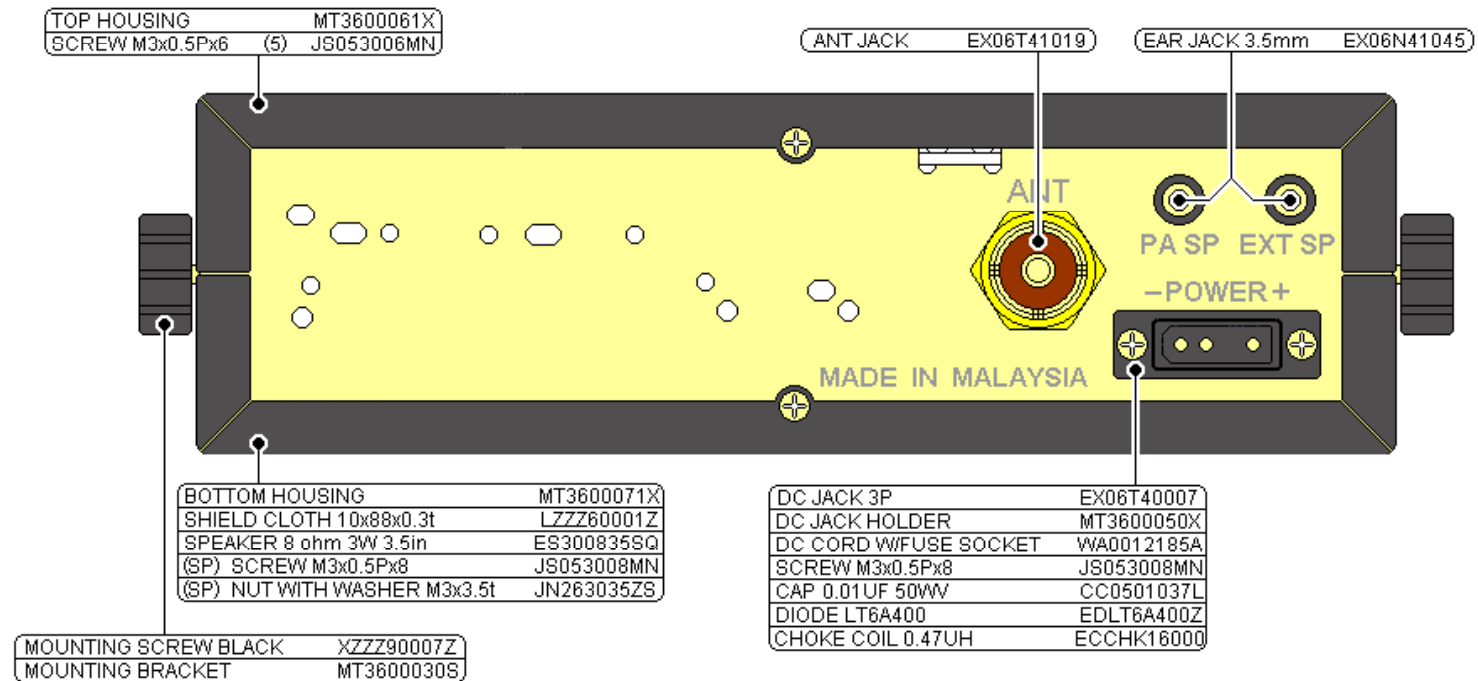 TOP HOUSING MT3600061X
SCREW M3x0.5Px6 (5) JS053006MN
ANT JACK EX06T41019
EAR JACK 3.5mm EX06N41045
ANT
PA SP EXT SP
−POWER+
MADE IN MALAYSIA
BOTTOM HOUSING MT3600071X
SHIELD CLOTH 10x88x0.3t LZZZ60001Z
SPEAKER 8 ohm 3W 3.5in ES300835SQ
(SP) SCREW M3x0.5Px8 JS053008MN
(SP) NUT WITH WASHER M3x3.5t JN263035ZS
DC JACK 3P EX06T40007
DC JACK HOLDER MT3600050X
DC CORD W/FUSE SOCKET WA0012185A
SCREW M3x0.5Px8 JS053008MN
CAP 0.01UF 50WV CC0501037L
DIODE LT6A400 EDLT6A400Z
CHOKE COIL 0.47UH ECCHK16000
MOUNTING SCREW BLACK XZZZ90007Z
MOUNTING BRACKET MT3600030S